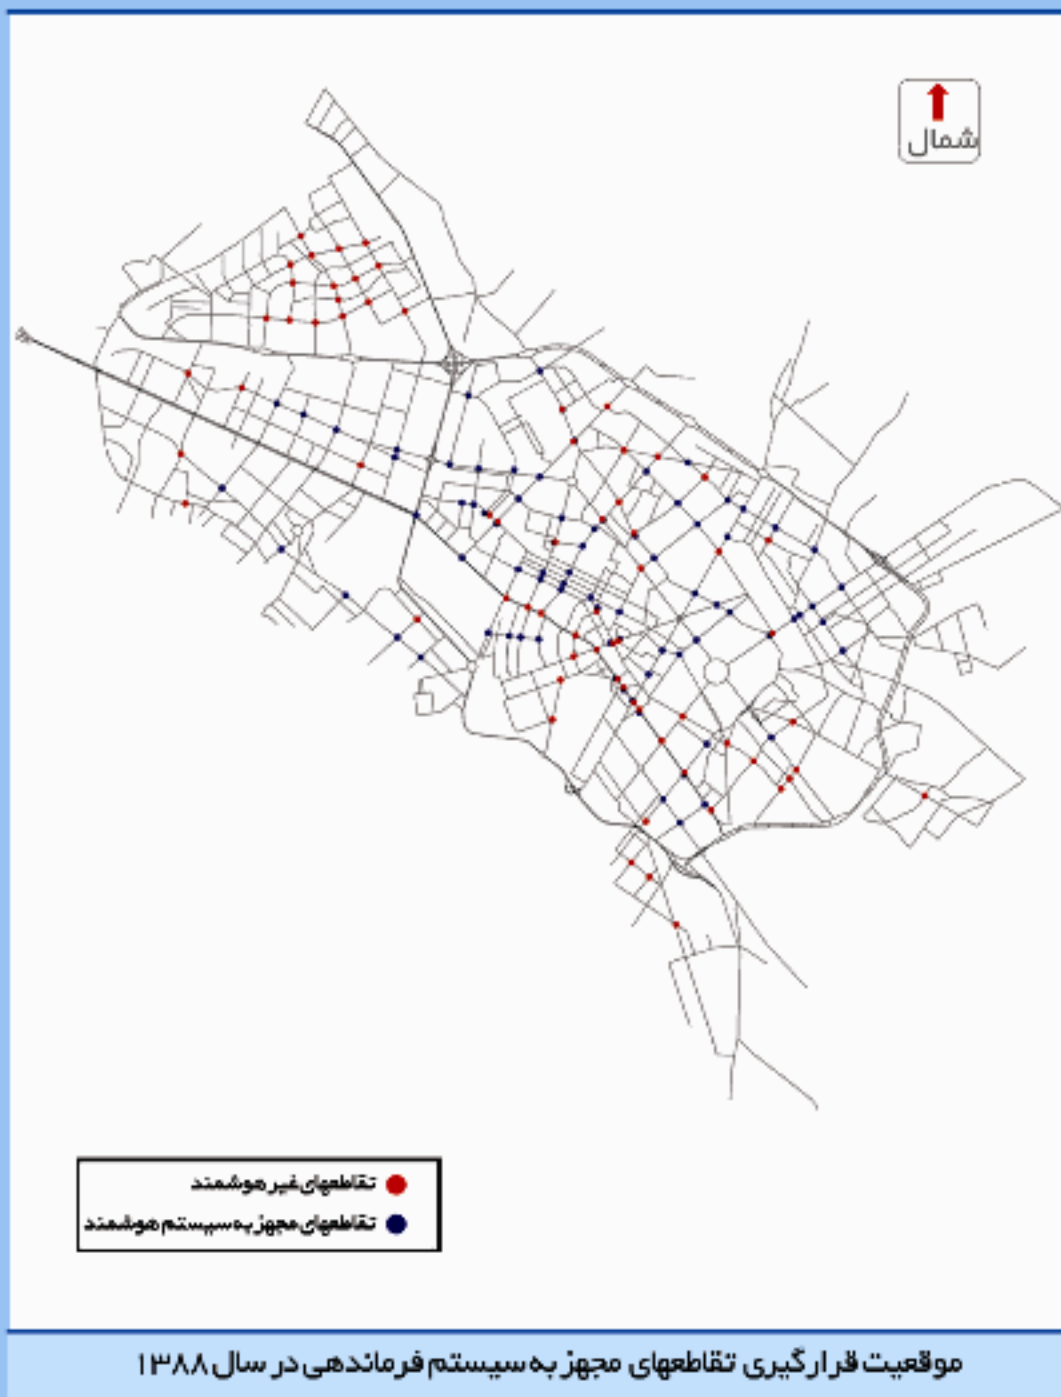 شمال
تقاطعهای غیر هوشمند
تقاطعهای مجهز به سیستم هوشمند
موقعیت قرارگیری تقاطعهای مجهز به سیستم فرماندهی در سال ۱۳۸۸